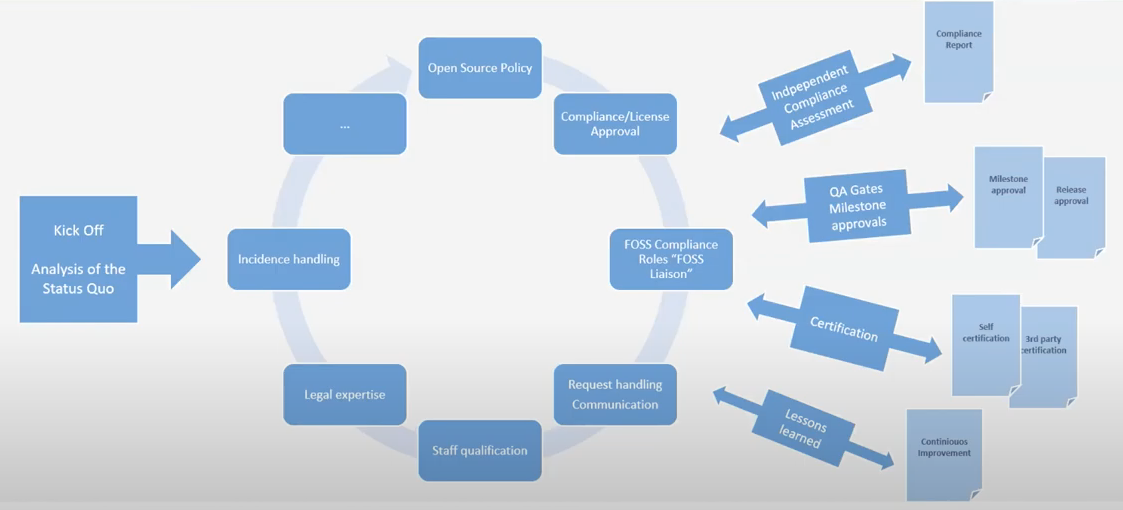 Kick Off
Analysis of the
Status Quo
Open Source Policy
Compliance/License
Approval
FOSS Compliance
Roles "FOSS
Liaison"
Request handling
Communication
Staff qualification
Legal expertise
Incidence handling
...
Indpependent
Compliance
Assessment
Compliance
Report
QA Gates
Milestone
approvals
Milestone
approval
Release
approval
Certification
Self
certification
3rd party
certification
Lessons
learned
Continiouos
Improvement